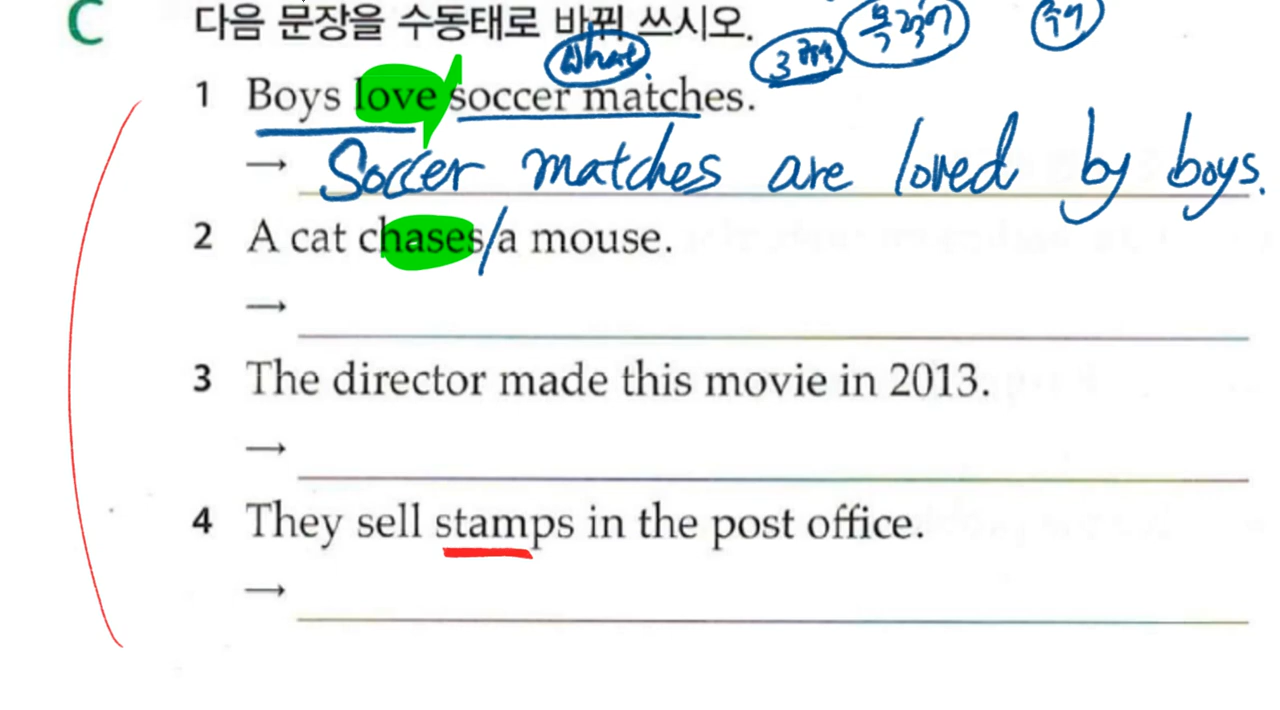 C 다음 문장을 수동태로 바꿔 쓰시오.
What 3형식 목적어 주어
1 Boys love / soccer matches.
→ Soccer matches are loved by boys.
2 A cat chases / a mouse.
→
3 The director made this movie in 2013.
→
4 They sell stamps in the post office.
→